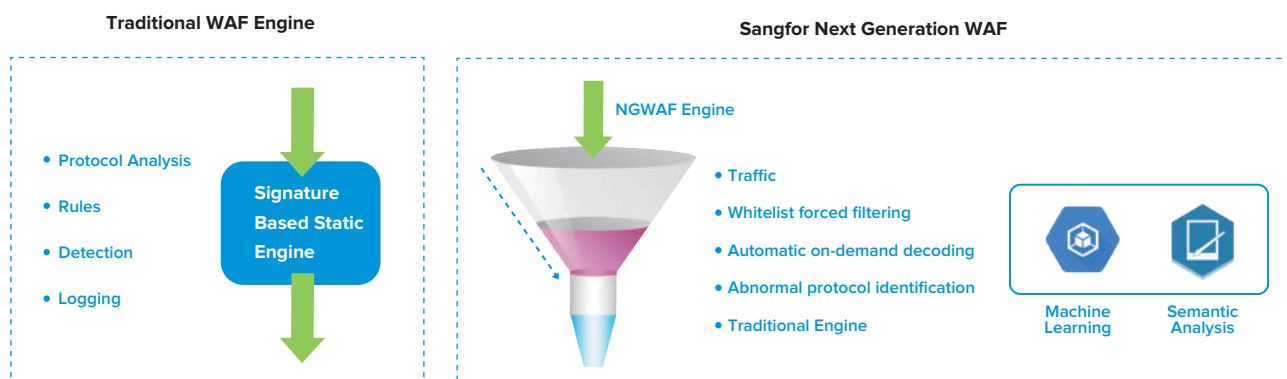 Traditional WAF Engine
• Protocol Analysis
• Rules
• Detection
• Logging
Signature
Based Static
Engine
Sangfor Next Generation WAF
NGWAF Engine
• Traffic
• Whitelist forced filtering
• Automatic on-demand decoding
• Abnormal protocol identification
• Traditional Engine
Machine
Learning
Semantic
Analysis